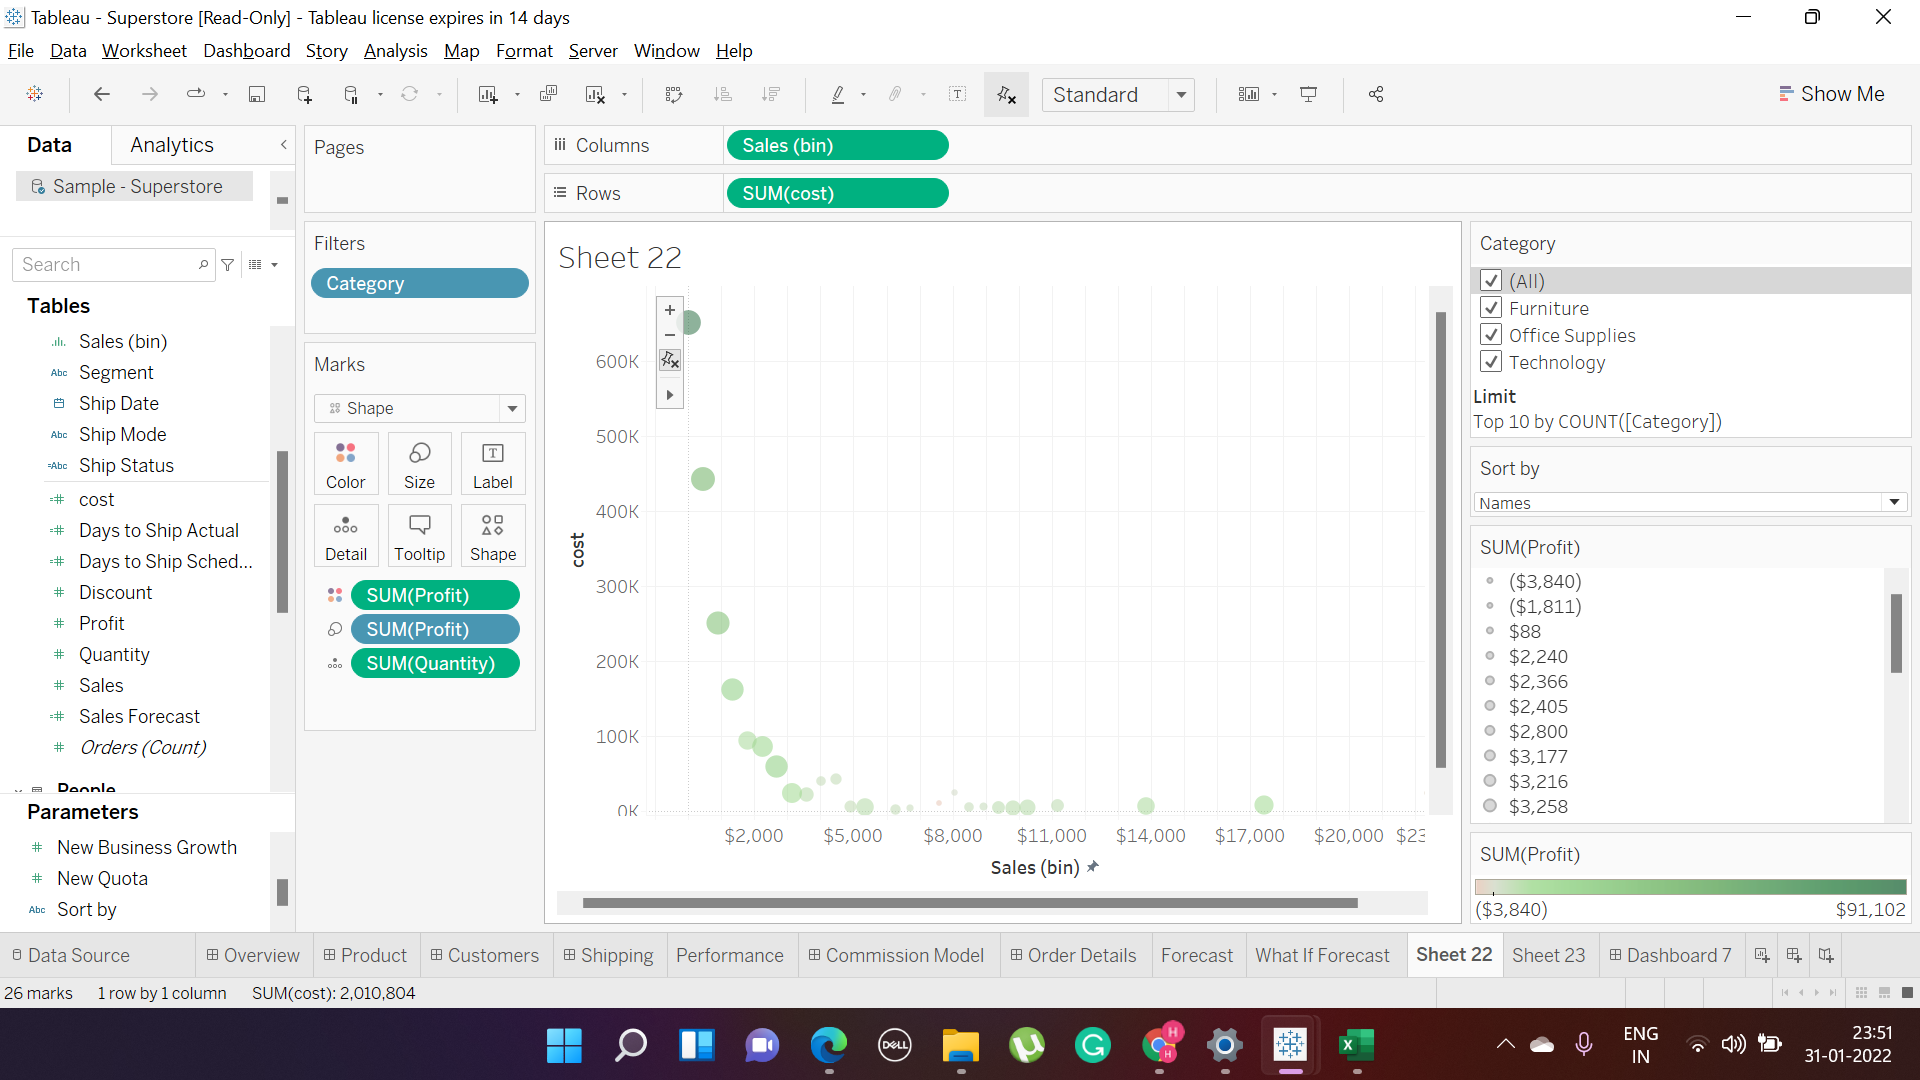 Tableau - Superstore [Read-Only] - Tableau license expires in 14 days
File Data Worksheet Dashboard Story Analysis Map Format Server Window Help
Standard
Show Me
Data Analytics
Sample - Superstore
Search
Tables
Sales (bin)
Abc Segment
Ship Date
Abc Ship Mode
=Abc Ship Status
=# cost
=# Days to Ship Actual
=# Days to Ship Sched...
# Discount
# Profit
# Quantity
# Sales
=# Sales Forecast
# Orders (Count)
People
Parameters
# New Business Growth
# New Quota
Abc Sort by
Pages
Filters
Category
Marks
Shape
Color Size Label
Detail Tooltip Shape
SUM(Profit)
SUM(Profit)
SUM(Quantity)
Columns Sales (bin)
Rows SUM(cost)
Sheet 22
600K
500K
400K
300K
200K
100K
0K
cost
$2,000 $5,000 $8,000 $11,000 $14,000 $17,000 $20,000 $23
Sales (bin)
Category
(All)
Furniture
Office Supplies
Technology
Limit
Top 10 by COUNT([Category])
Sort by
Names
SUM(Profit)
($3,840)
($1,811)
$88
$2,240
$2,366
$2,405
$2,800
$3,177
$3,216
$3,258
SUM(Profit)
($3,840) $91,102
Data Source Overview Product Customers Shipping Performance Commission Model Order Details Forecast What If Forecast Sheet 22 Sheet 23 Dashboard 7
26 marks 1 row by 1 column SUM(cost): 2,010,804
DELL
H
H
ENG
IN
23:51
31-01-2022